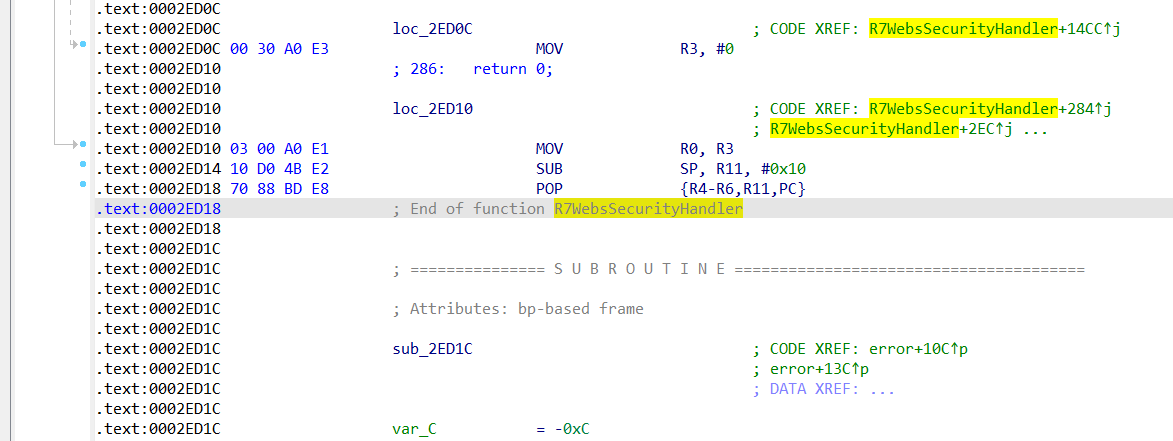 .text:0002ED0C
.text:0002ED0C loc_2ED0C ; CODE XREF: R7WebsSecurityHandler+14CC↑j
.text:0002ED0C 00 30 A0 E3 MOV R3, #0
.text:0002ED10 ; 286: return 0;
.text:0002ED10
.text:0002ED10 loc_2ED10 ; CODE XREF: R7WebsSecurityHandler+284↑j
.text:0002ED10 ; R7WebsSecurityHandler+2EC↑j ...
.text:0002ED10 03 00 A0 E1 MOV R0, R3
.text:0002ED14 10 D0 4B E2 SUB SP, R11, #0x10
.text:0002ED18 70 88 BD E8 POP {R4-R6,R11,PC}
.text:0002ED18 ; End of function R7WebsSecurityHandler
.text:0002ED18
.text:0002ED1C
.text:0002ED1C ; =============== S U B R O U T I N E =======================================
.text:0002ED1C
.text:0002ED1C ; Attributes: bp-based frame
.text:0002ED1C
.text:0002ED1C sub_2ED1C ; CODE XREF: error+10C↑p
.text:0002ED1C ; error+13C↑p
.text:0002ED1C ; DATA XREF: ...
.text:0002ED1C
.text:0002ED1C var_C = -0xC